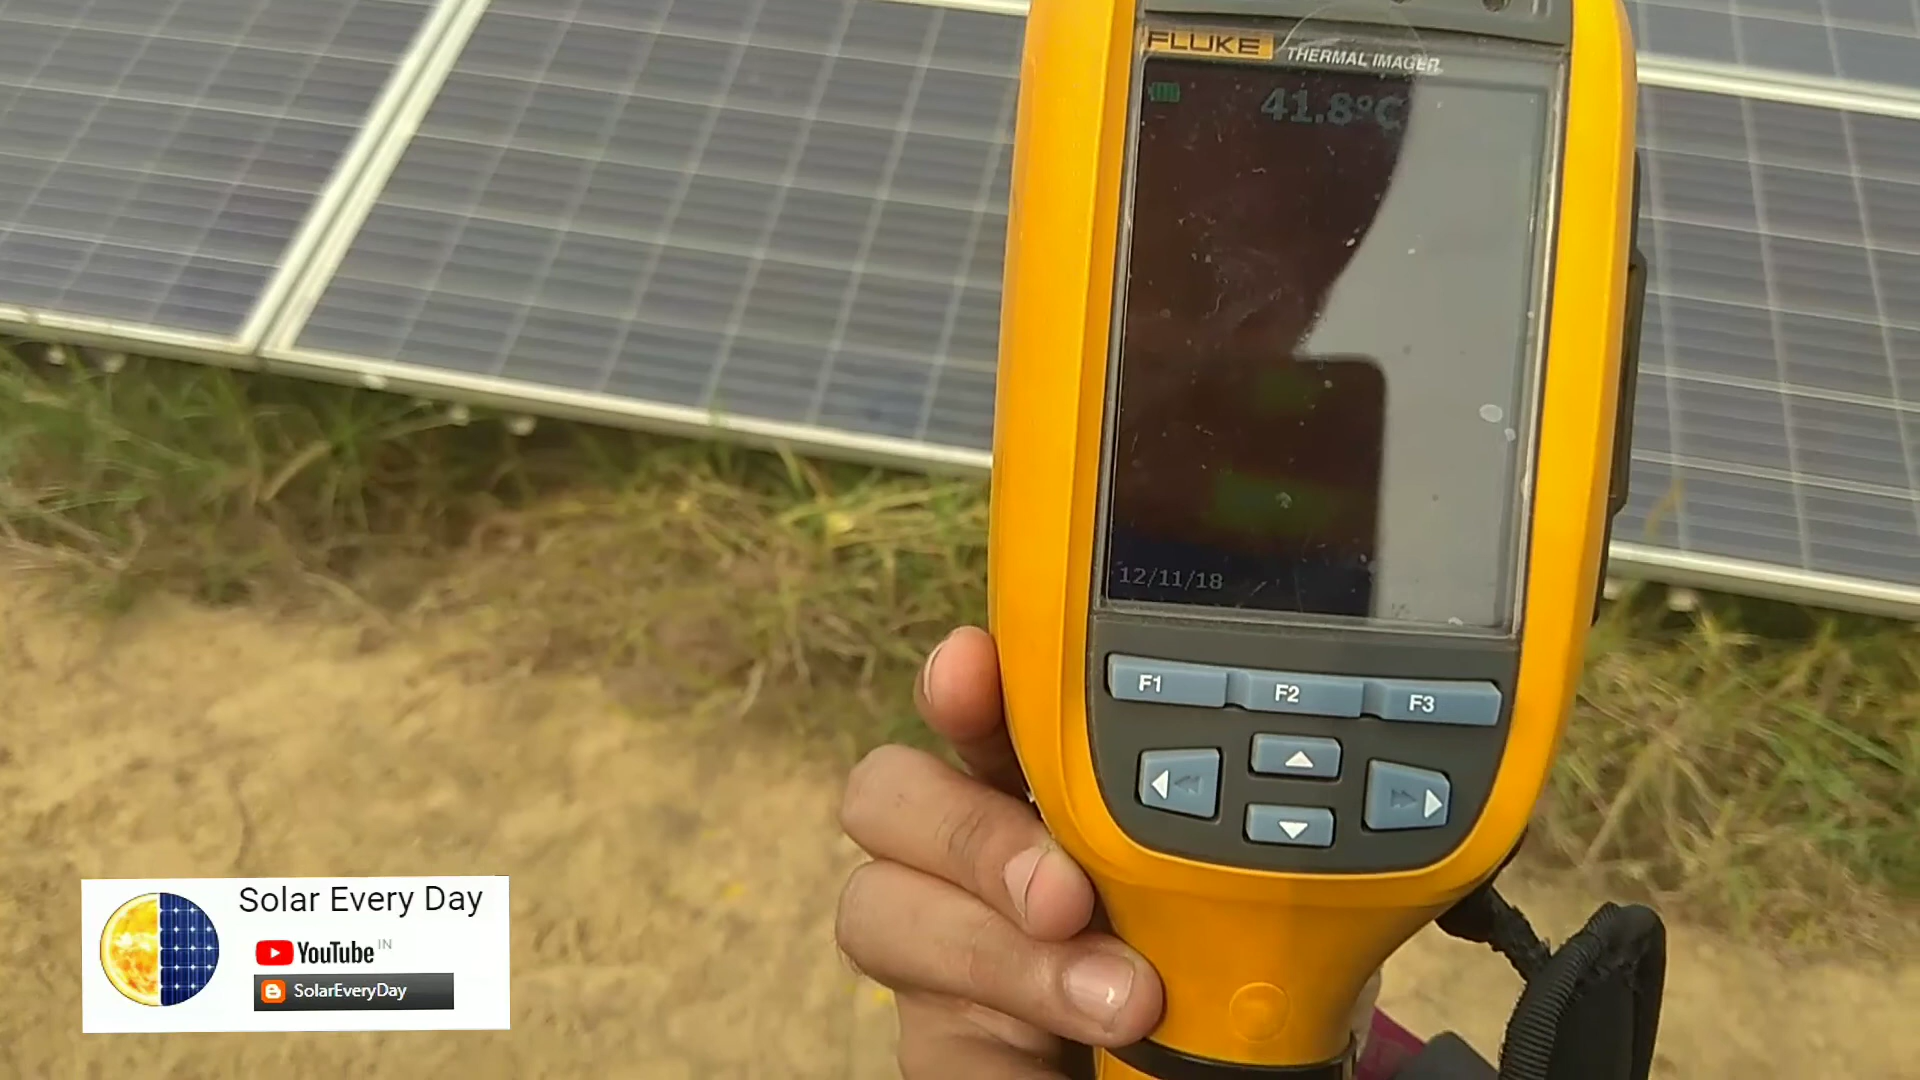 FLUKE THERMAL IMAGER
41.8°C
12/11/18
F1 F2 F3
Solar Every Day
YouTube IN
SolarEveryDay